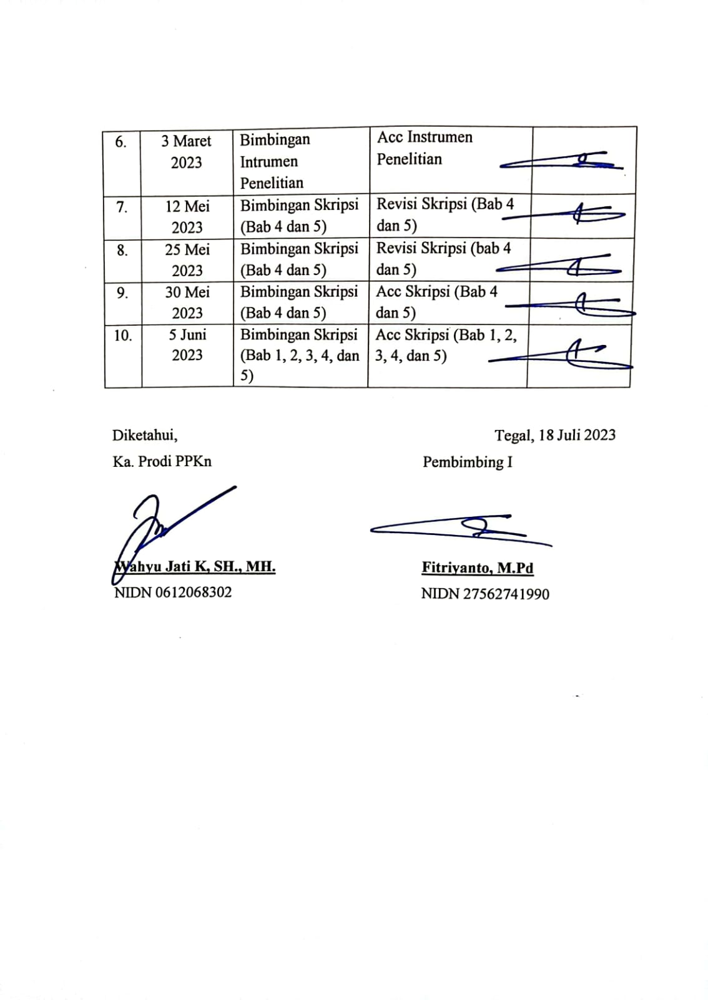 6. 3 Maret Bimbingan Acc Instrumen
2023 Intrumen Penelitian
Penelitian
7. 12 Mei Bimbingan Skripsi Revisi Skripsi (Bab 4
2023 (Bab 4 dan 5) dan 5)
8. 25 Mei Bimbingan Skripsi Revisi Skripsi (bab 4
2023 (Bab 4 dan 5) dan 5)
9. 30 Mei Bimbingan Skripsi Acc Skripsi (Bab 4
2023 (Bab 4 dan 5) dan 5)
10. 5 Juni Bimbingan Skripsi Acc Skripsi (Bab 1, 2,
2023 (Bab 1, 2, 3, 4, dan 3, 4, dan 5)
5)
Diketahui, Tegal, 18 Juli 2023
Ka. Prodi PPKn Pembimbing I
Wahyu Jati K, SH., MH. Fitriyanto, M.Pd
NIDN 0612068302 NIDN 27562741990